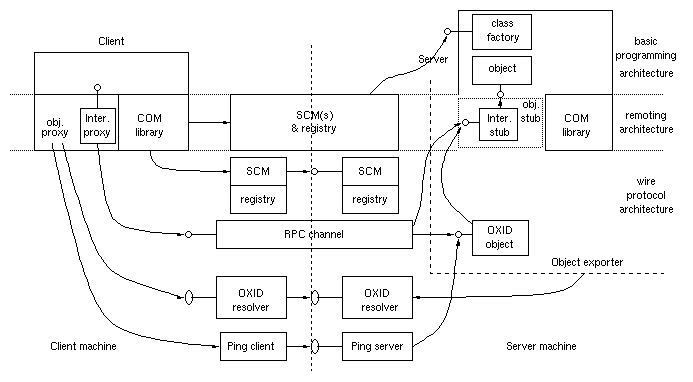 Client
Server
class
factory
object
basic
programming
architecture
obj.
proxy
Inter.
proxy
COM
library
SCM(s)
& registry
Inter.
stub
obj.
stub
COM
library
remoting
architecture
SCM
registry
SCM
registry
wire
protocol
architecture
RPC channel
OXID
object
Object exporter
OXID
resolver
OXID
resolver
Client machine
Ping client
Ping server
Server machine